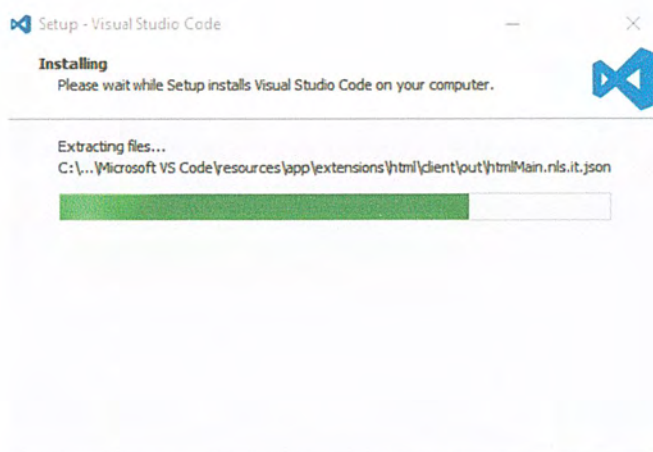 Setup - Visual Studio Code
Installing
Please wait while Setup installs Visual Studio Code on your computer.
Extracting files...
C:\...\Microsoft VS Code\resources\app\extensions\html\client\out\htmlMain.nls.it.json